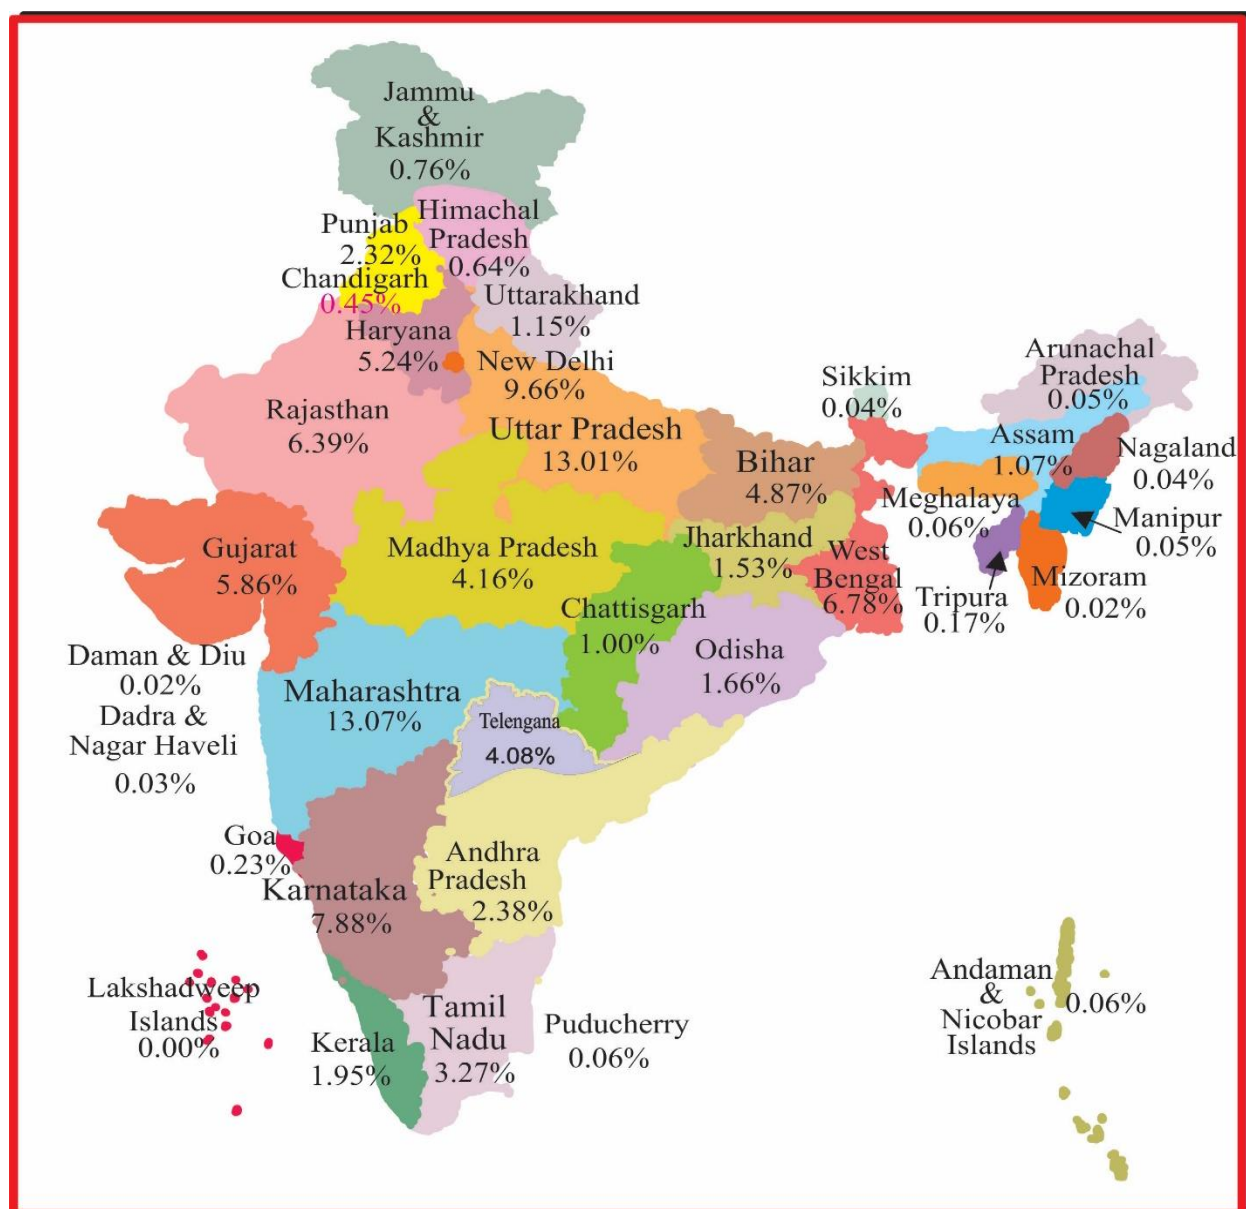 Jammu
&
Kashmir
0.76%
Himachal
Pradesh
0.64%
Punjab
2.32%
Chandigarh
0.45%
Uttarakhand
1.15%
Haryana
5.24%
New Delhi
9.66%
Rajasthan
6.39%
Uttar Pradesh
13.01%
Bihar
4.87%
Sikkim
0.04%
Arunachal
Pradesh
0.05%
Assam
1.07%
Nagaland
0.04%
Meghalaya
0.06%
Manipur
0.05%
Tripura
0.17%
Mizoram
0.02%
Gujarat
5.86%
Madhya Pradesh
4.16%
Jharkhand
1.53%
West
Bengal
6.78%
Chattisgarh
1.00%
Odisha
1.66%
Daman & Diu
0.02%
Dadra &
Nagar Haveli
0.03%
Maharashtra
13.07%
Telengana
4.08%
Goa
0.23%
Karnataka
7.88%
Andhra
Pradesh
2.38%
Lakshadweep
Islands
0.00%
Kerala
1.95%
Tamil
Nadu
3.27%
Puducherry
0.06%
Andaman
&
Nicobar
Islands
0.06%